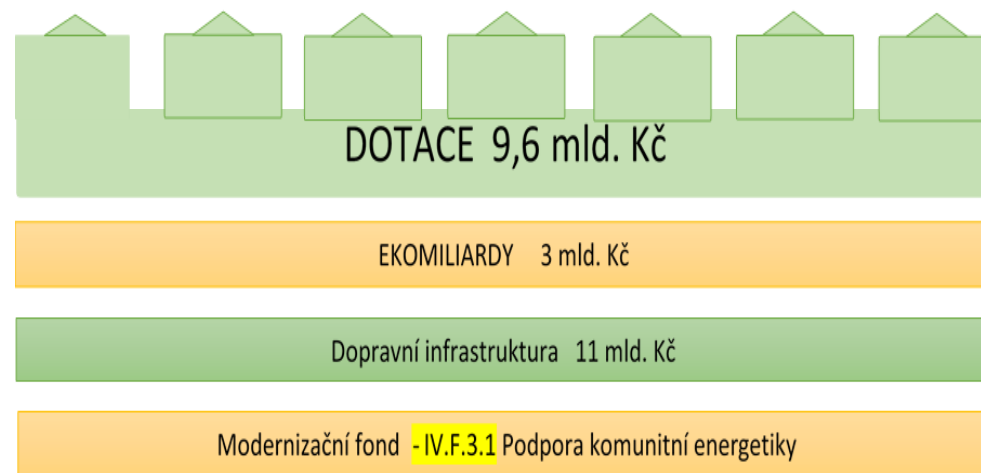 DOTACE 9,6 mld. Kč
EKOMILIARDY 3 mld. Kč
Dopravní infrastruktura 11 mld. Kč
Modernizační fond - IV.F.3.1 Podpora komunitní energetiky